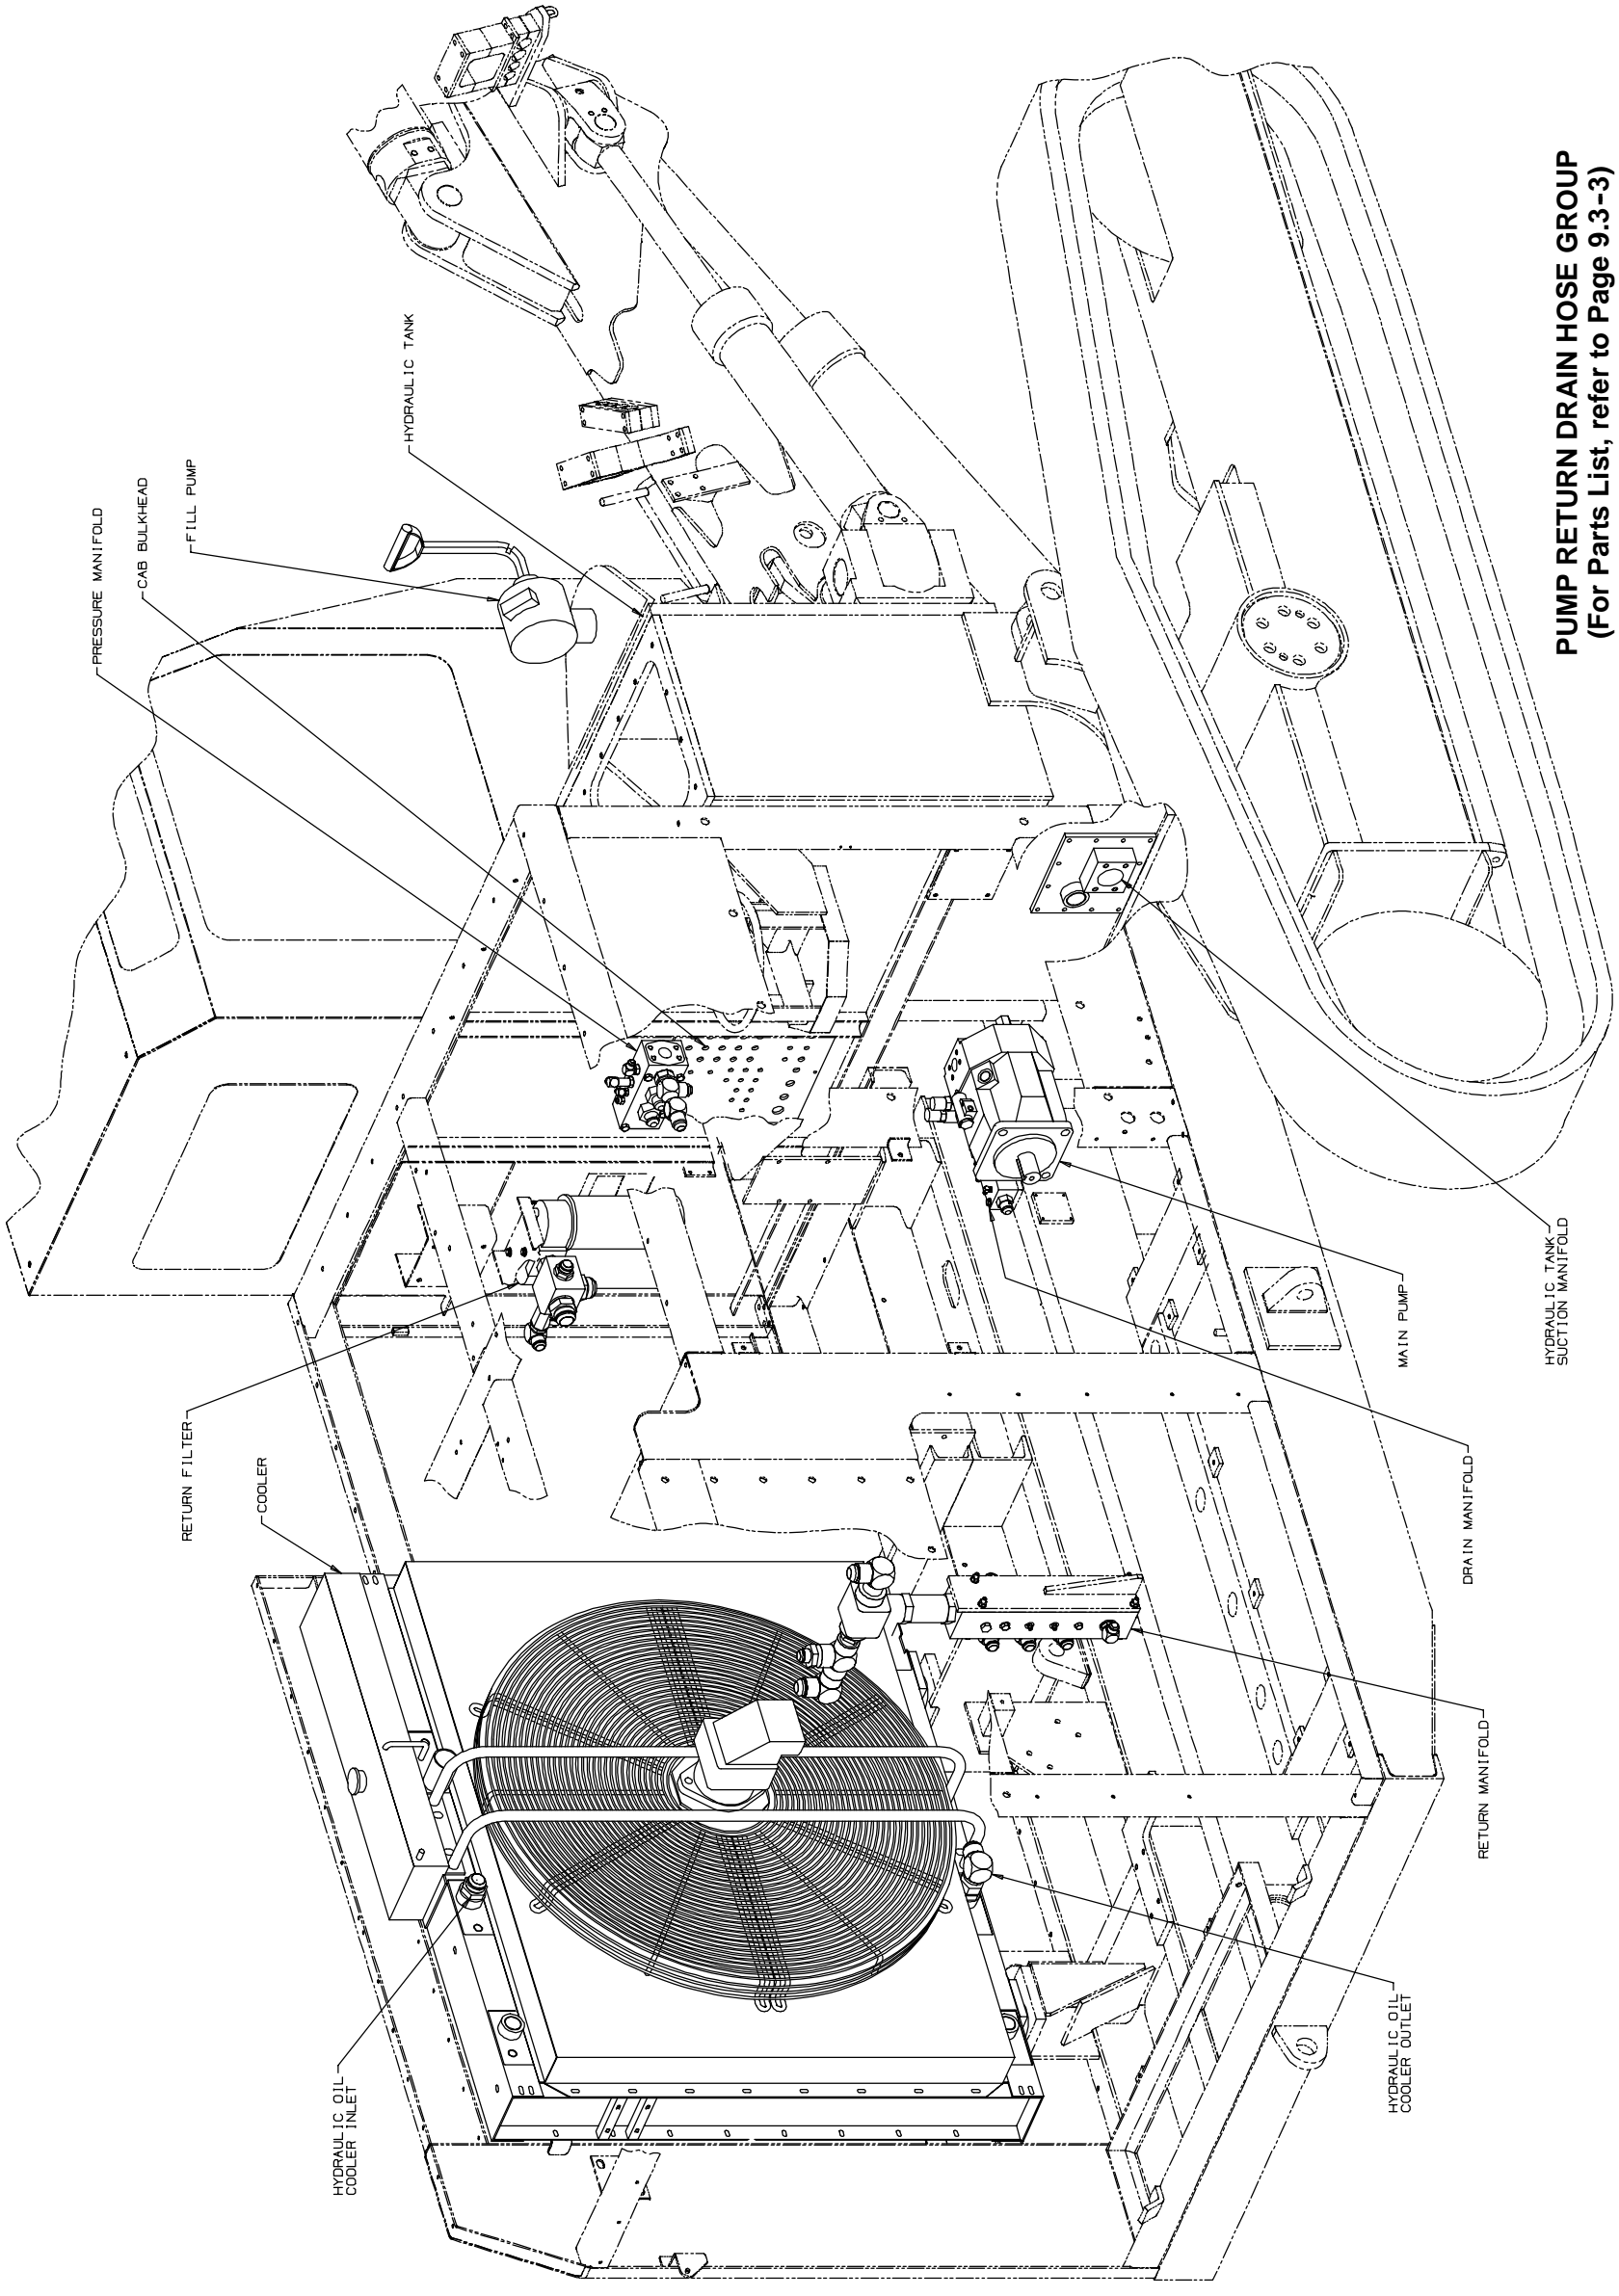 PRESSURE MANIFOLD
CAB BULKHEAD
FILL PUMP
HYDRAULIC TANK
RETURN FILTER
COOLER
HYDRAULIC OIL
COOLER INLET
HYDRAULIC OIL
COOLER OUTLET
RETURN MANIFOLD
DRAIN MANIFOLD
MAIN PUMP
HYDRAULIC TANK
SUCTION MANIFOLD
PUMP RETURN DRAIN HOSE GROUP
(For Parts List, refer to Page 9.3-3)